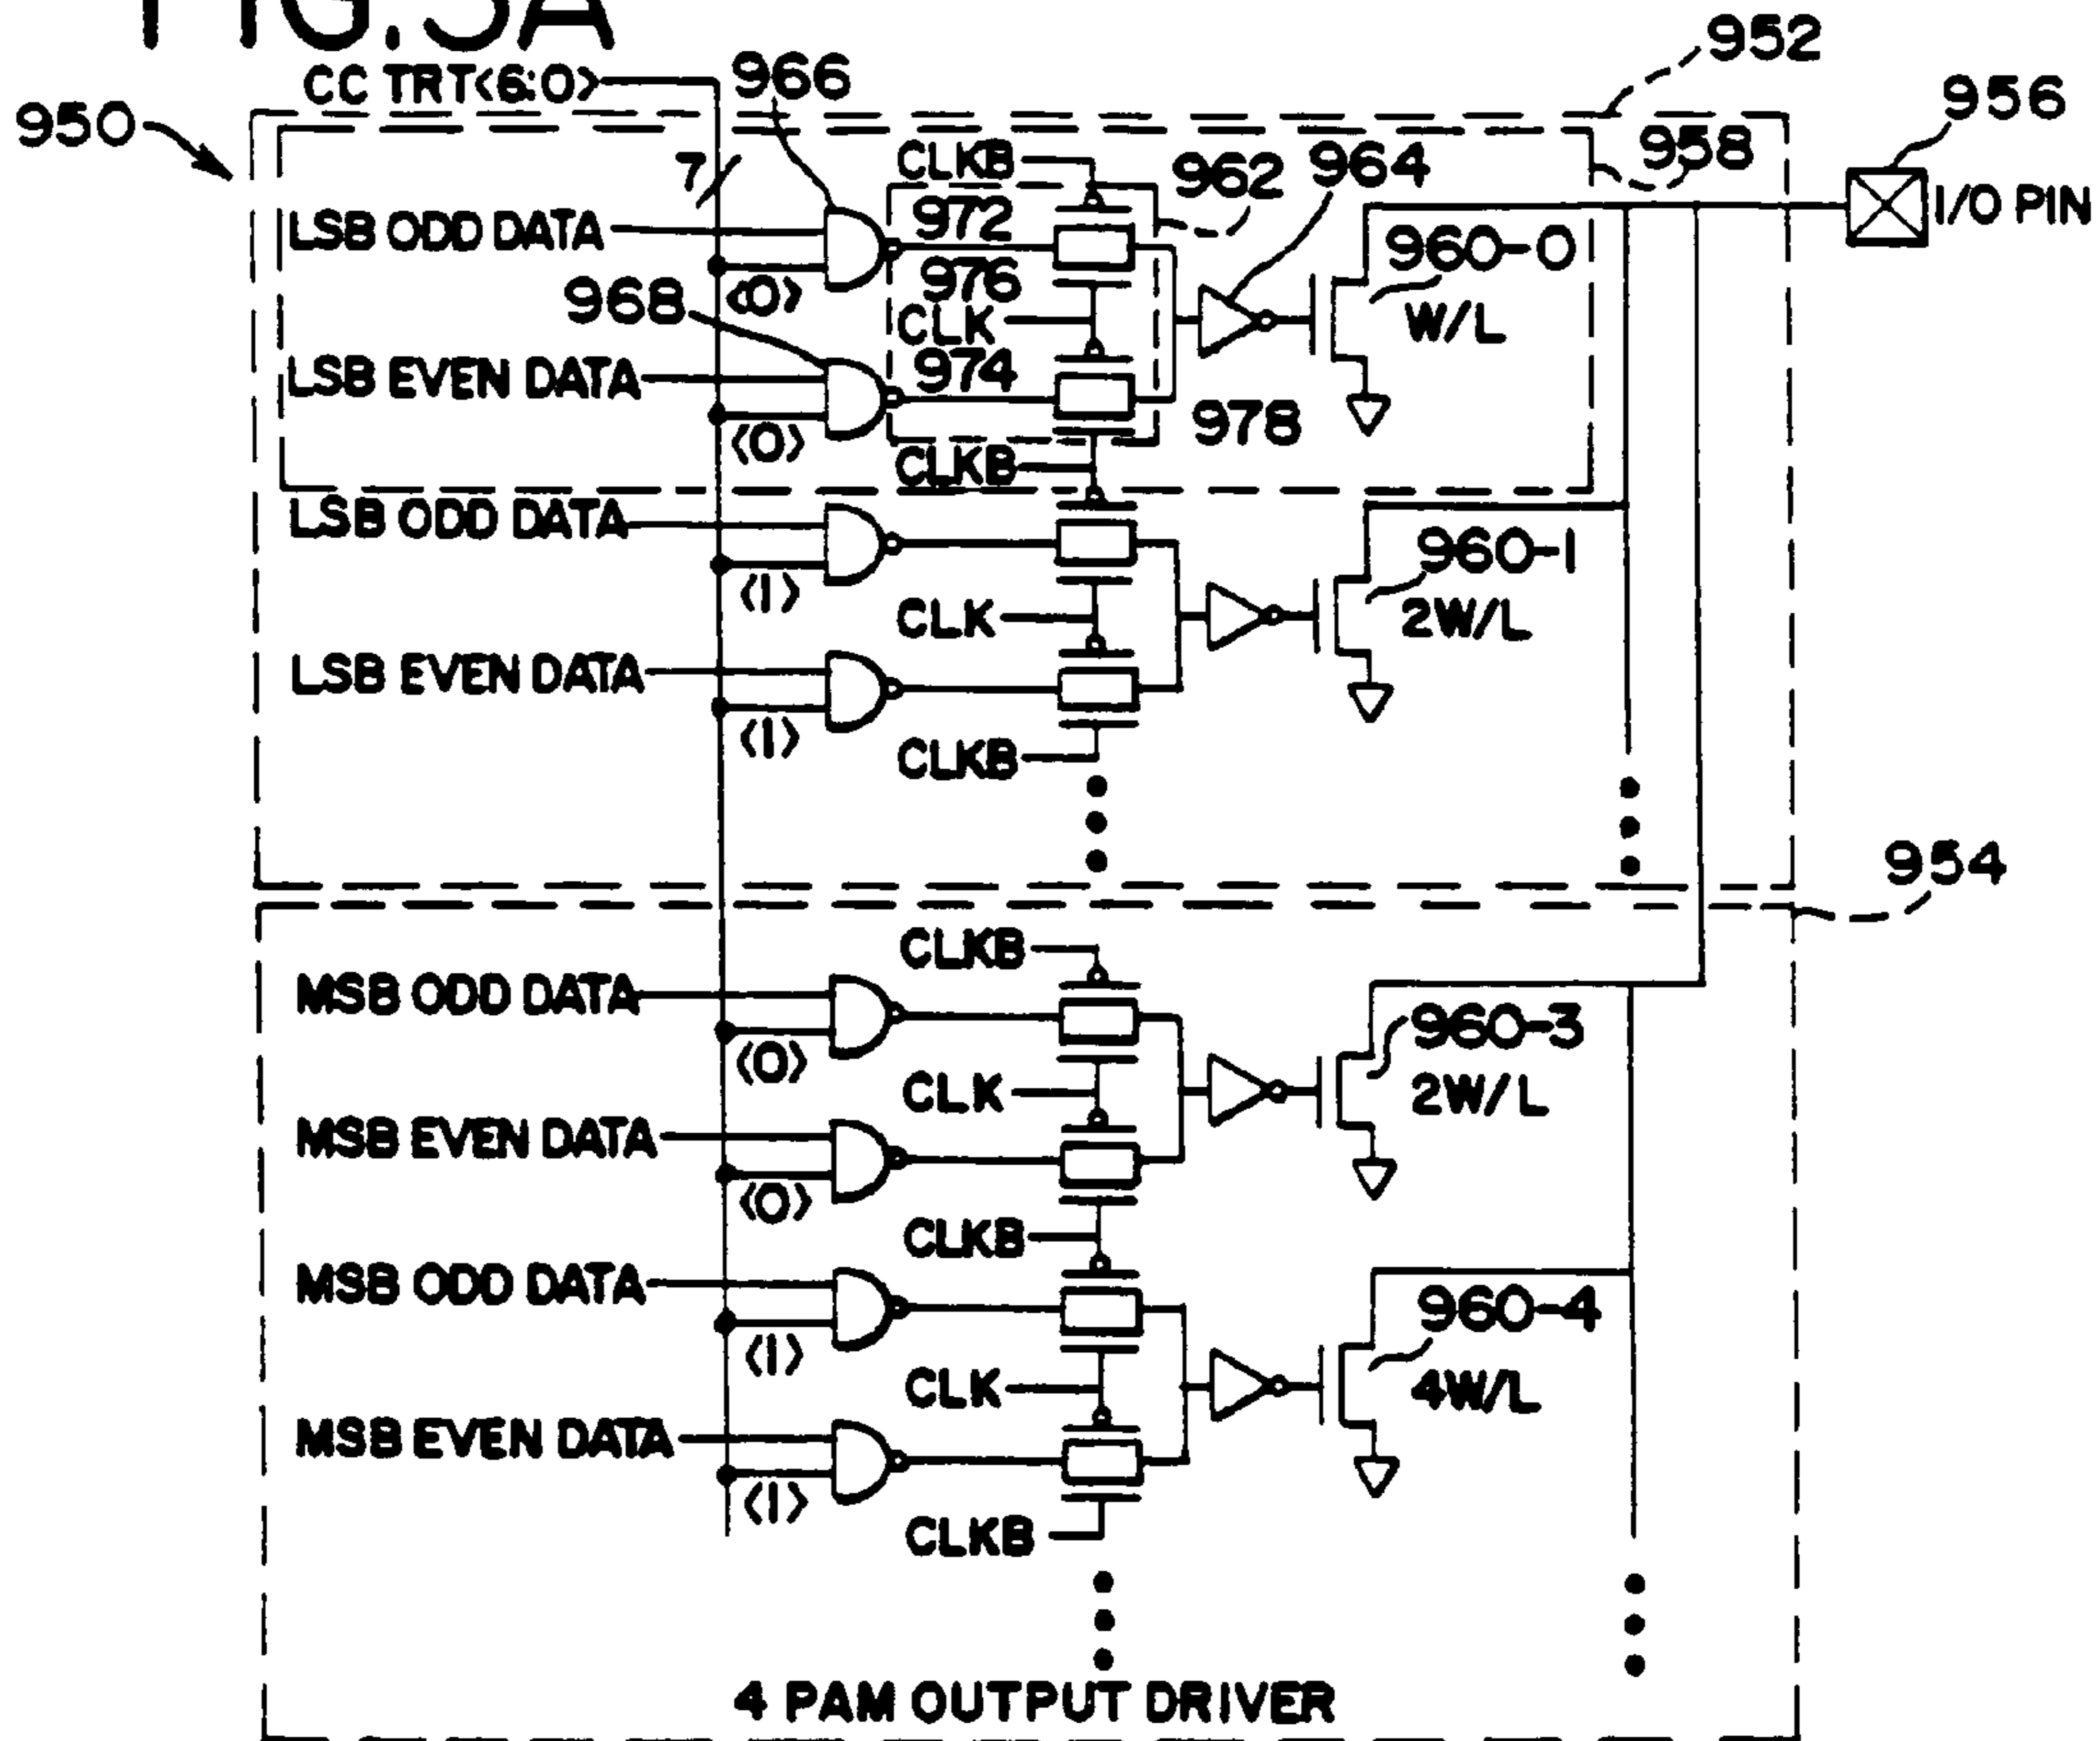 FIG.5A
CC TRT<6:0>
966
952
956
950
7
CLKB
962
964
958
LSB ODD DATA
972
960-0
I/O PIN
<0>
976
968
CLK
W/L
LSB EVEN DATA
974
978
<0>
CLKB
LSB ODD DATA
960-1
<1>
CLK
2W/L
LSB EVEN DATA
<1>
CLKB
954
CLKB
MSB ODD DATA
960-3
<0>
CLK
2W/L
MSB EVEN DATA
<0>
CLKB
MSB ODD DATA
960-4
<1>
CLK
4W/L
MSB EVEN DATA
<1>
CLKB
4 PAM OUTPUT DRIVER